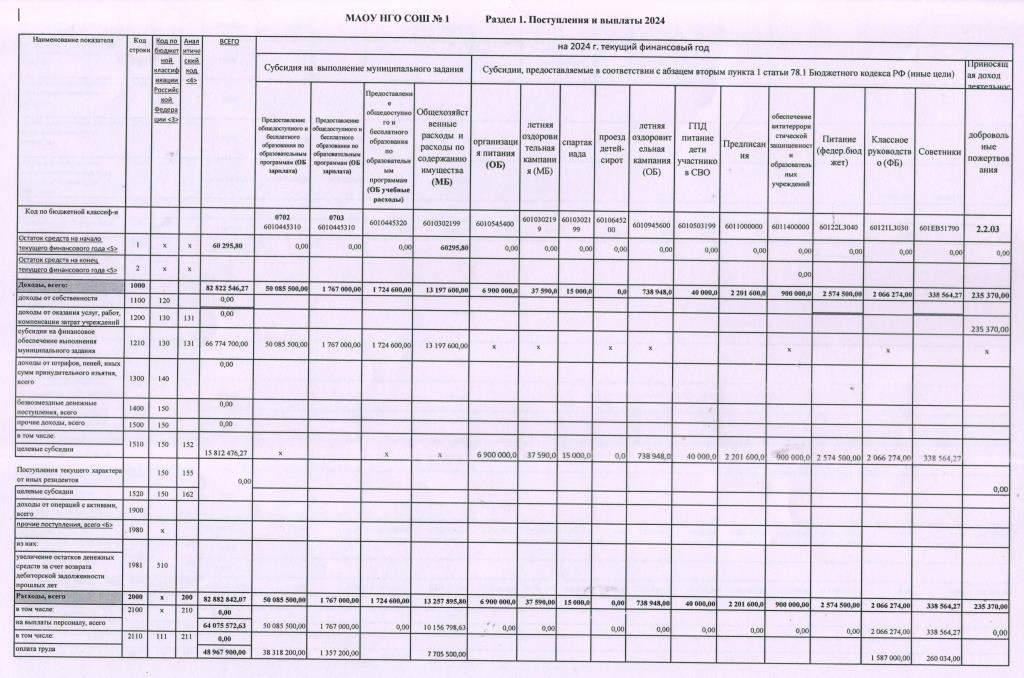 МАОУ НГО СОШ № 1 Раздел 1. Поступления и выплаты 2024
Наименование показателя Код строки Код по бюджетной классификации Российской Федерации <3> Аналитический код <4> ВСЕГО на 2024 г. текущий финансовый год
Субсидия на выполнение муниципального задания Субсидии, предоставляемые в соответствии с абзацем вторым пункта 1 статьи 78.1 Бюджетного кодекса РФ (иные цели) Приносящая доход деятельнос
Предоставление общедоступного и бесплатного образования по образовательным программам (ОБ зарплата) Предоставление общедоступного и бесплатного образования по образовательным программам (ОБ зарплата) Предоставление общедоступного и бесплатного образования по образовательным программам (ОБ учебные расходы) Общехозяйственные расходы и расходы по содержанию имущества (МБ) организация питания (ОБ) летняя оздоровительная кампания (МБ) спартакиада проезд детей-сирот летняя оздоровительная кампания (ОБ) ГПД питание дети участников СВО Предписания обеспечение антитеррористической защищенности образовательных учреждений Питание (федер.бюджет) Классное руководство (ФБ) Советники добровольные пожертвования
Код по бюджетной классиф-и 0702 6010445310 0703 6010445310 6010445320 6010302199 6010545400 6010302199 6010302199 6010645200 6010945600 6010503199 6011000000 6011400000 60122L3040 60121L3030 601EB51790 2.2.03
Остаток средств на начало текущего финансового года <5> 1 x x 60 295,80 0,00 0,00 0,00 60295,80 0,00 0,00 0,00 0,00 0,00 0,00 0,00 0,00 0,00 0,00 0,00 0,00
Остаток средств на конец текущего финансового года <5> 2 x x 0,00
Доходы, всего: 1000 82 822 546,27 50 085 500,00 1 767 000,00 1 724 600,00 13 197 600,00 6 900 000,0 37 590,0 15 000,0 0,0 738 948,0 40 000,0 2 201 600,0 900 000,0 2 574 500,00 2 066 274,00 338 564,27 235 370,00
доходы от собственности 1100 120 0,00
доходы от оказания услуг, работ, компенсации затрат учреждений 1200 130 131 0,00 235 370,00
субсидии на финансовое обеспечение выполнения муниципального задания 1210 130 131 66 774 700,00 50 085 500,00 1 767 000,00 1 724 600,00 13 197 600,00 x x x x x x x
доходы от штрафов, пеней, иных сумм принудительного изъятия, всего 1300 140 0,00
безвозмездные денежные поступления, всего 1400 150 0,00
прочие доходы, всего 1500 150 0,00
в том числе:
целевые субсидии 1510 150 152 15 812 476,27 x x x 6 900 000,0 37 590,0 15 000,0 0,0 738 948,0 40 000,0 2 201 600,0 900 000,0 2 574 500,00 2 066 274,00 338 564,27
Поступления текущего характера от иных резидентов 150 155 0,00 0,00
целевые субсидии 1520 150 162
доходы от операций с активами, всего 1900
прочие поступления, всего <6> 1980 x
из них:
увеличение остатков денежных средств за счет возврата дебиторской задолженности прошлых лет 1981 510
Расходы, всего 2000 x 200 82 882 842,07 50 085 500,00 1 767 000,00 1 724 600,00 13 257 895,80 6 900 000,0 37 590,00 15 000,0 0,00 738 948,00 40 000,00 2 201 600,0 900 000,00 2 574 500,00 2 066 274,00 338 564,27 235 370,00
в том числе: 2100 x 210 0,00
на выплаты персоналу, всего 64 075 572,63 50 085 500,00 1 767 000,00 0,00 10 156 798,63 0,00 0,00 0,00 0,00 0,00 0,00 0,00 0,00 0,00 2 066 274,00 338 564,27 0,00
в том числе: 2110 111 211 0,00
оплата труда 48 967 900,00 38 318 200,00 1 357 200,00 7 705 500,00 1 587 000,00 260 034,00